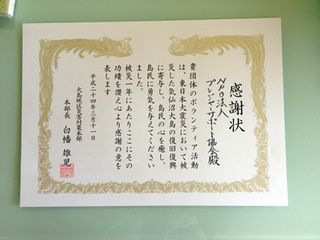 感謝状
NPO法人
プレジャーサポート協会殿
貴団体のボランティア活動
は、東日本大震災において被
災した気仙沼大島の復旧復興
に寄与し、島民の心を癒し、
島民に勇気を与えてください
ました。
被災一年にあたりここにその
功績を讃え心より感謝の意を
表します
平成二十四年三月十一日
大島地区災害対策本部
本部長 白幡雄児